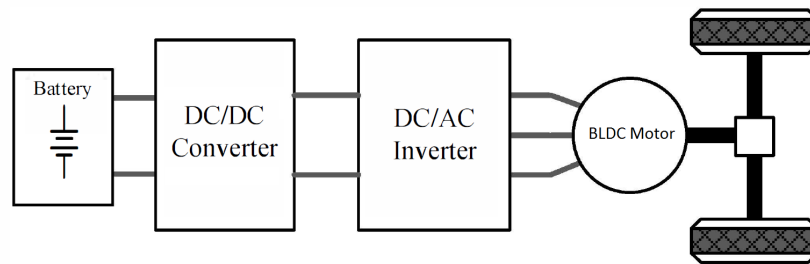 Battery
DC/DC
Converter
DC/AC
Inverter
BLDC Motor